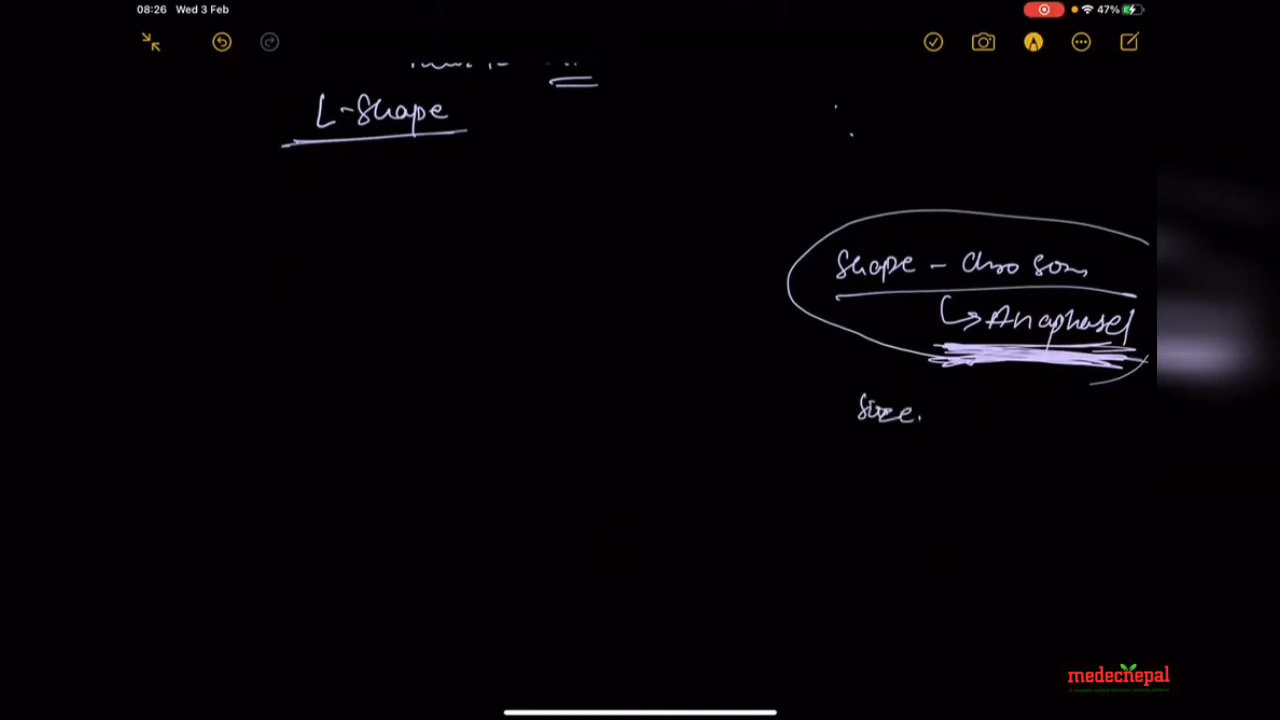 08:26 Wed 3 Feb
47%
L-Shape
Shape - Chro som
↳ Anaphase
Size.
medecnepal